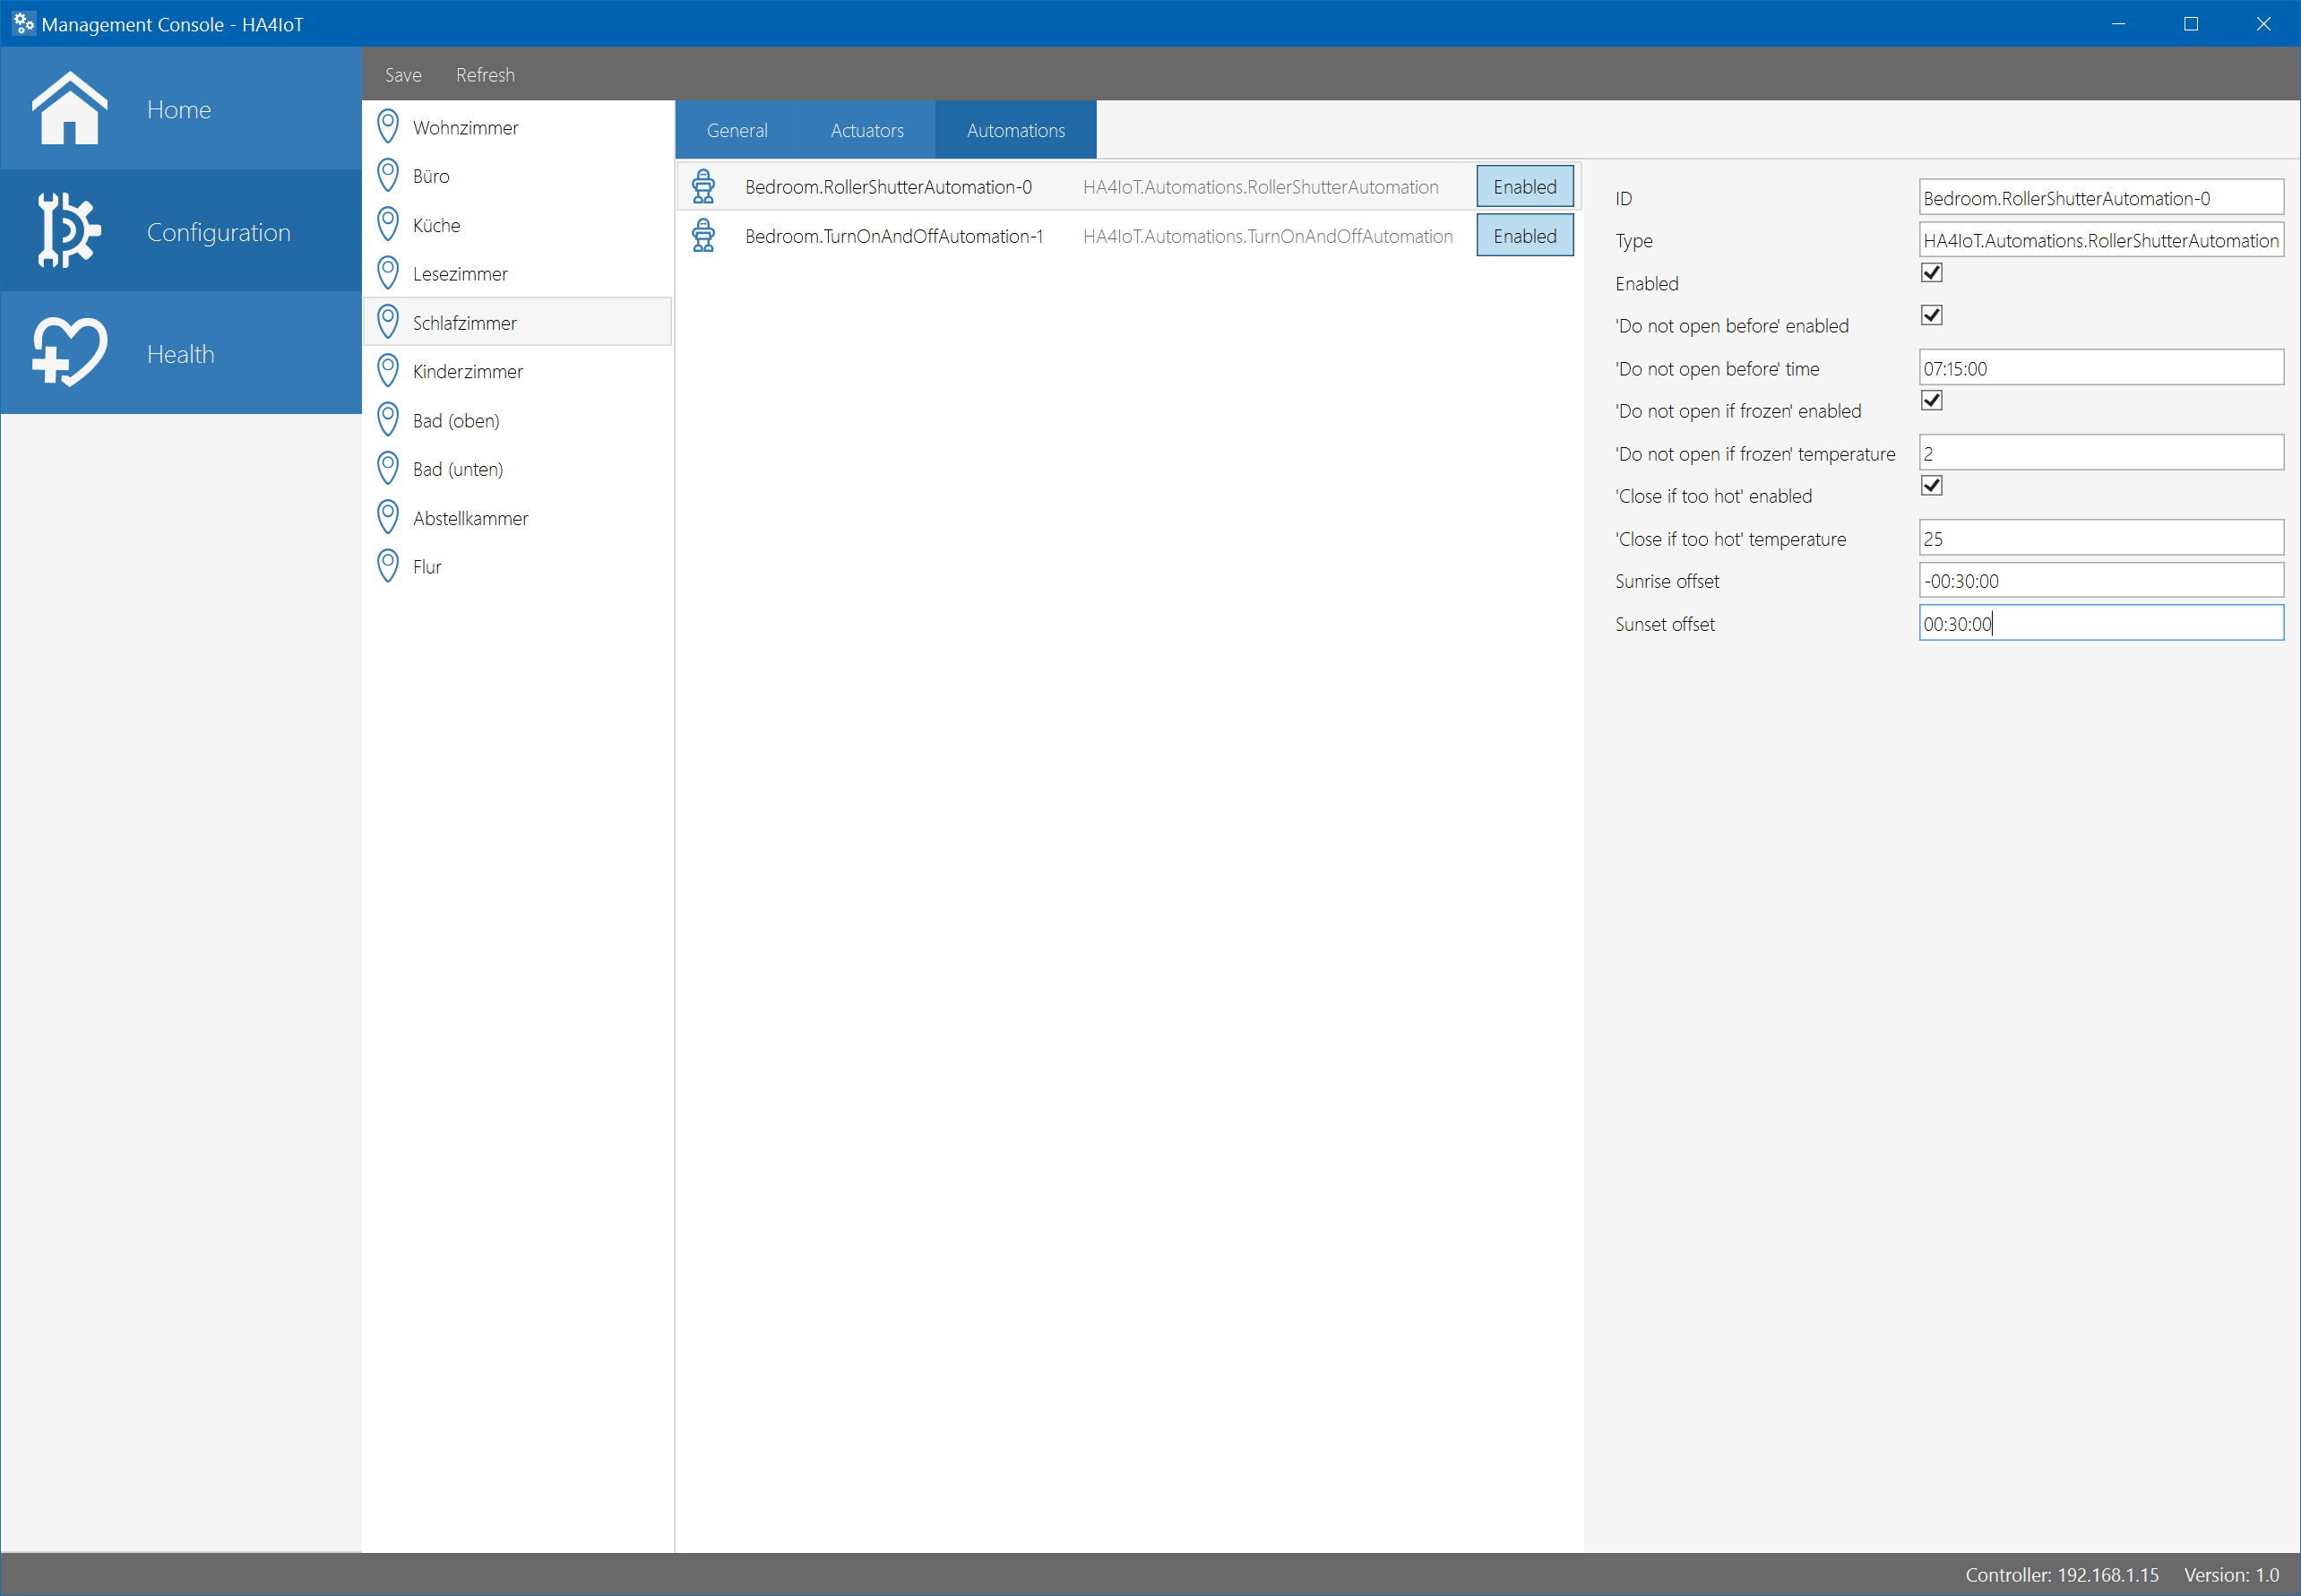 Management Console - HA4IoT
Home
Configuration
Health
Save Refresh
Wohnzimmer
Büro
Küche
Lesezimmer
Schlafzimmer
Kinderzimmer
Bad (oben)
Bad (unten)
Abstellkammer
Flur
General Actuators Automations
Bedroom.RollerShutterAutomation-0 HA4IoT.Automations.RollerShutterAutomation Enabled
Bedroom.TurnOnAndOffAutomation-1 HA4IoT.Automations.TurnOnAndOffAutomation Enabled
ID Bedroom.RollerShutterAutomation-0
Type HA4IoT.Automations.RollerShutterAutomation
Enabled
'Do not open before' enabled
'Do not open before' time 07:15:00
'Do not open if frozen' enabled
'Do not open if frozen' temperature 2
'Close if too hot' enabled
'Close if too hot' temperature 25
Sunrise offset -00:30:00
Sunset offset 00:30:00
Controller: 192.168.1.15 Version: 1.0